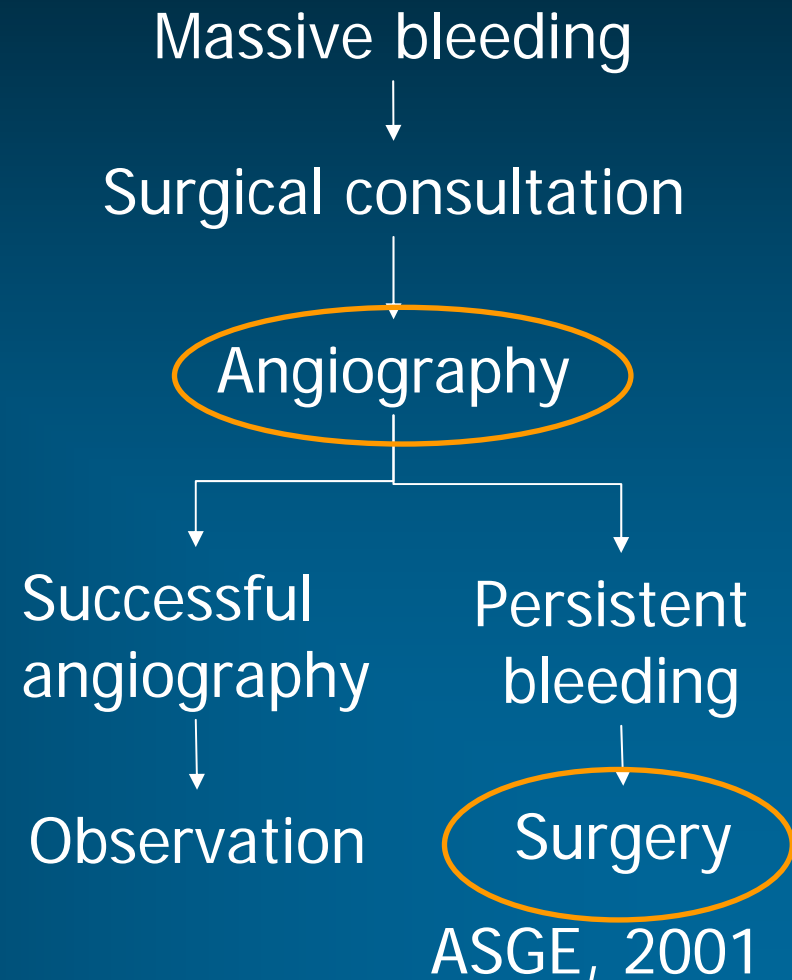 Massive bleeding
Surgical consultation
Angiography
Successful
angiography
Persistent
bleeding
Observation
Surgery
ASGE, 2001